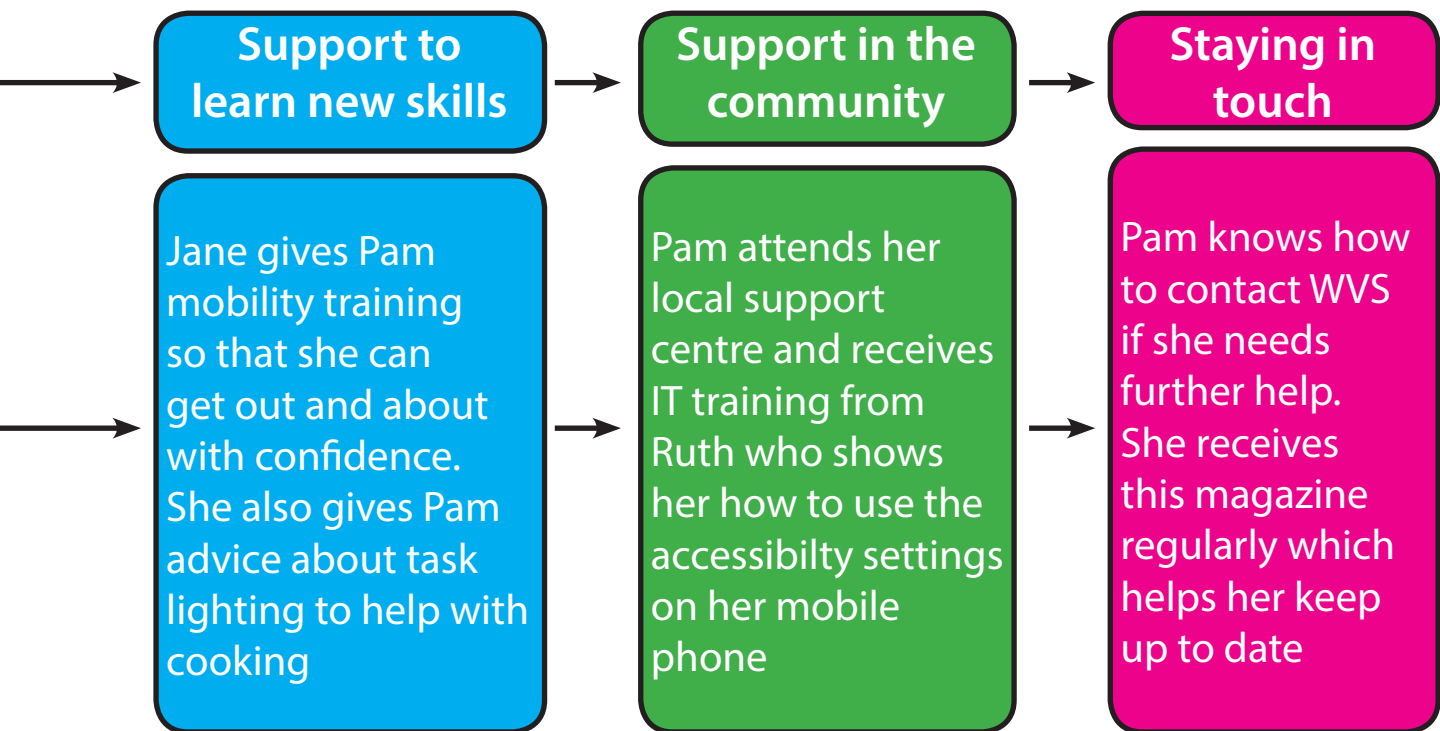 Support to
learn new skills
Jane gives Pam
mobility training
so that she can
get out and about
with confidence.
She also gives Pam
advice about task
lighting to help with
cooking
Support in the
community
Pam attends her
local support
centre and receives
IT training from
Ruth who shows
her how to use the
accessibilty settings
on her mobile
phone
Staying in
touch
Pam knows how
to contact WVS
if she needs
further help.
She receives
this magazine
regularly which
helps her keep
up to date